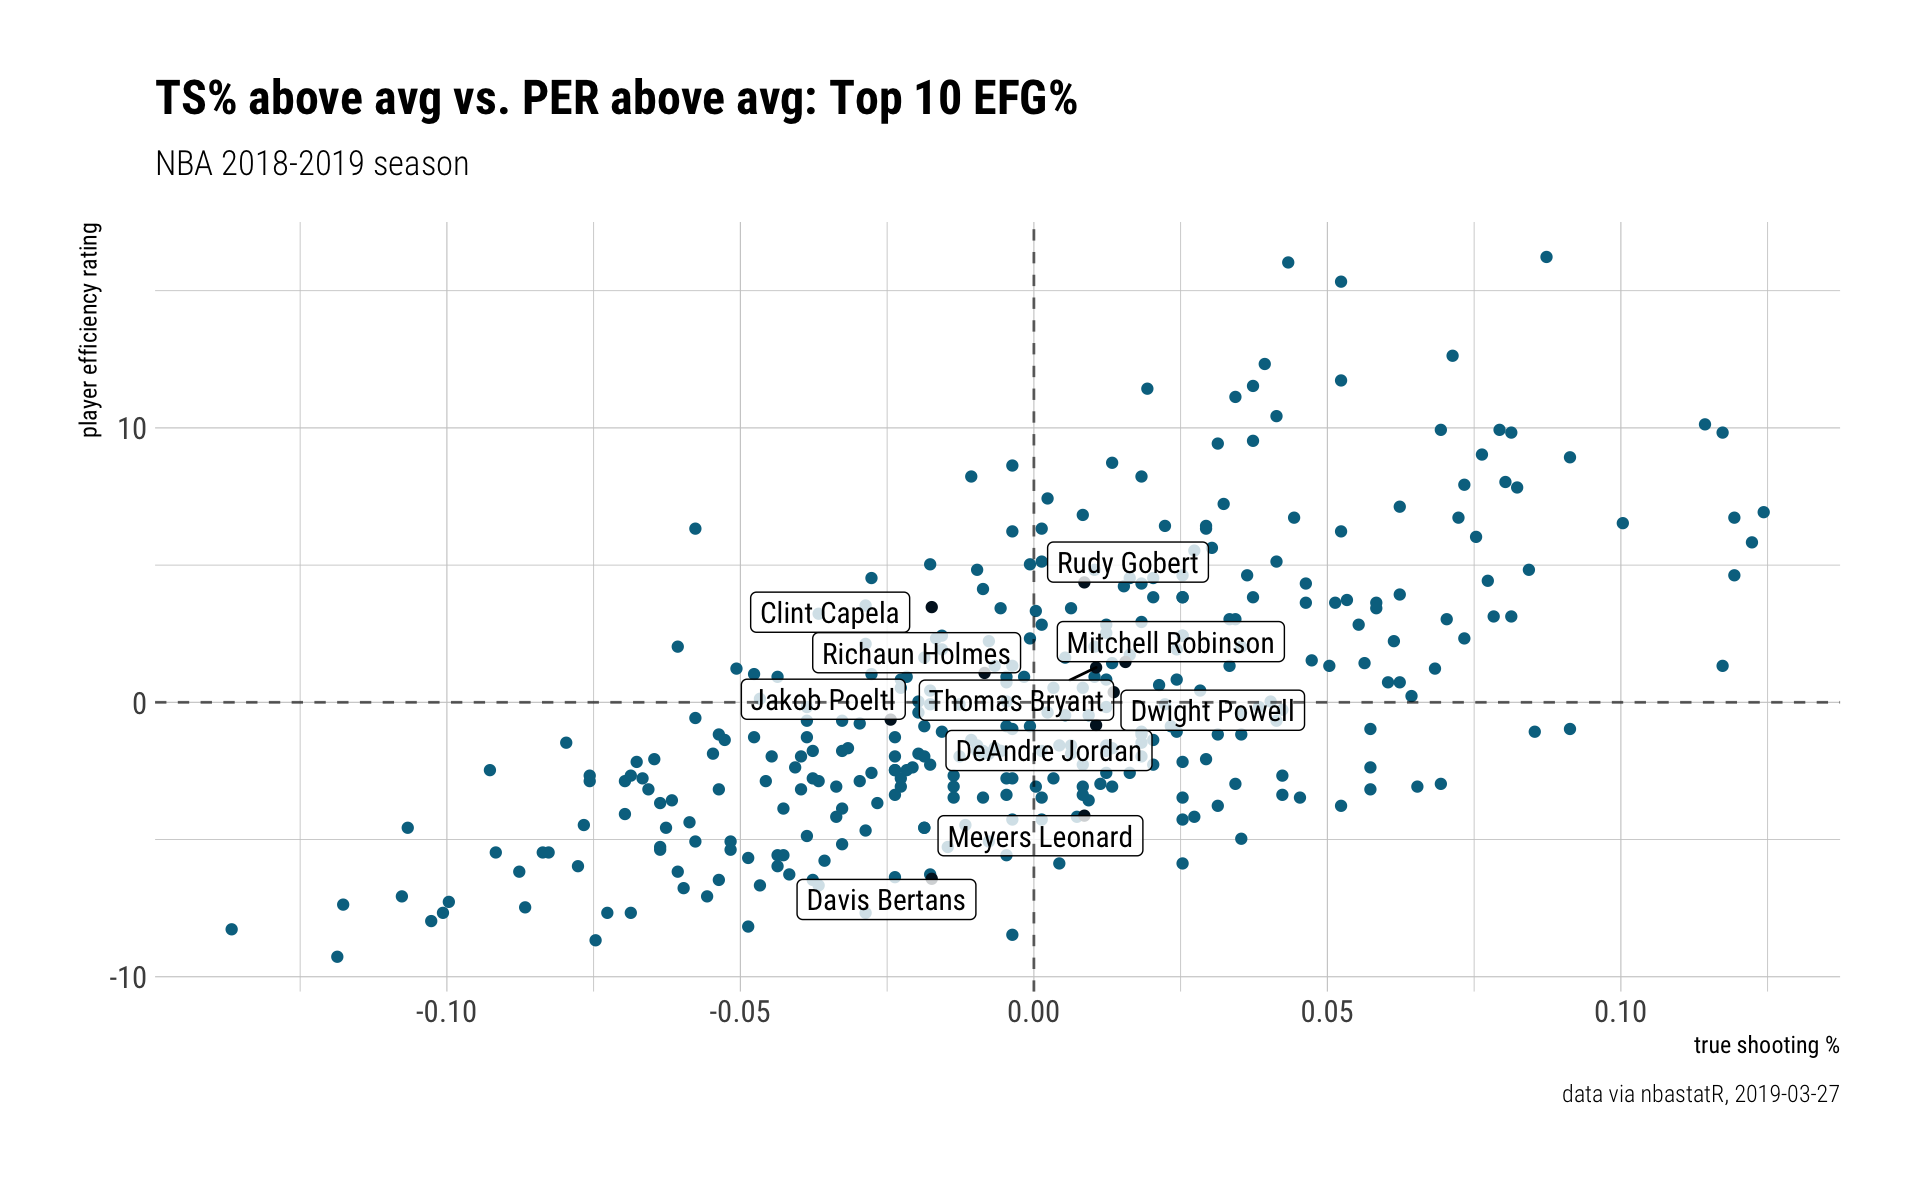 TS% above avg vs. PER above avg: Top 10 EFG%
NBA 2018-2019 season
player efficiency rating
10
0
-10
Rudy Gobert
Clint Capela
Mitchell Robinson
Richaun Holmes
Jakob Poeltl
Thomas Bryant
Dwight Powell
DeAndre Jordan
Meyers Leonard
Davis Bertans
-0.10
-0.05
0.00
0.05
0.10
true shooting %
data via nbastatR, 2019-03-27